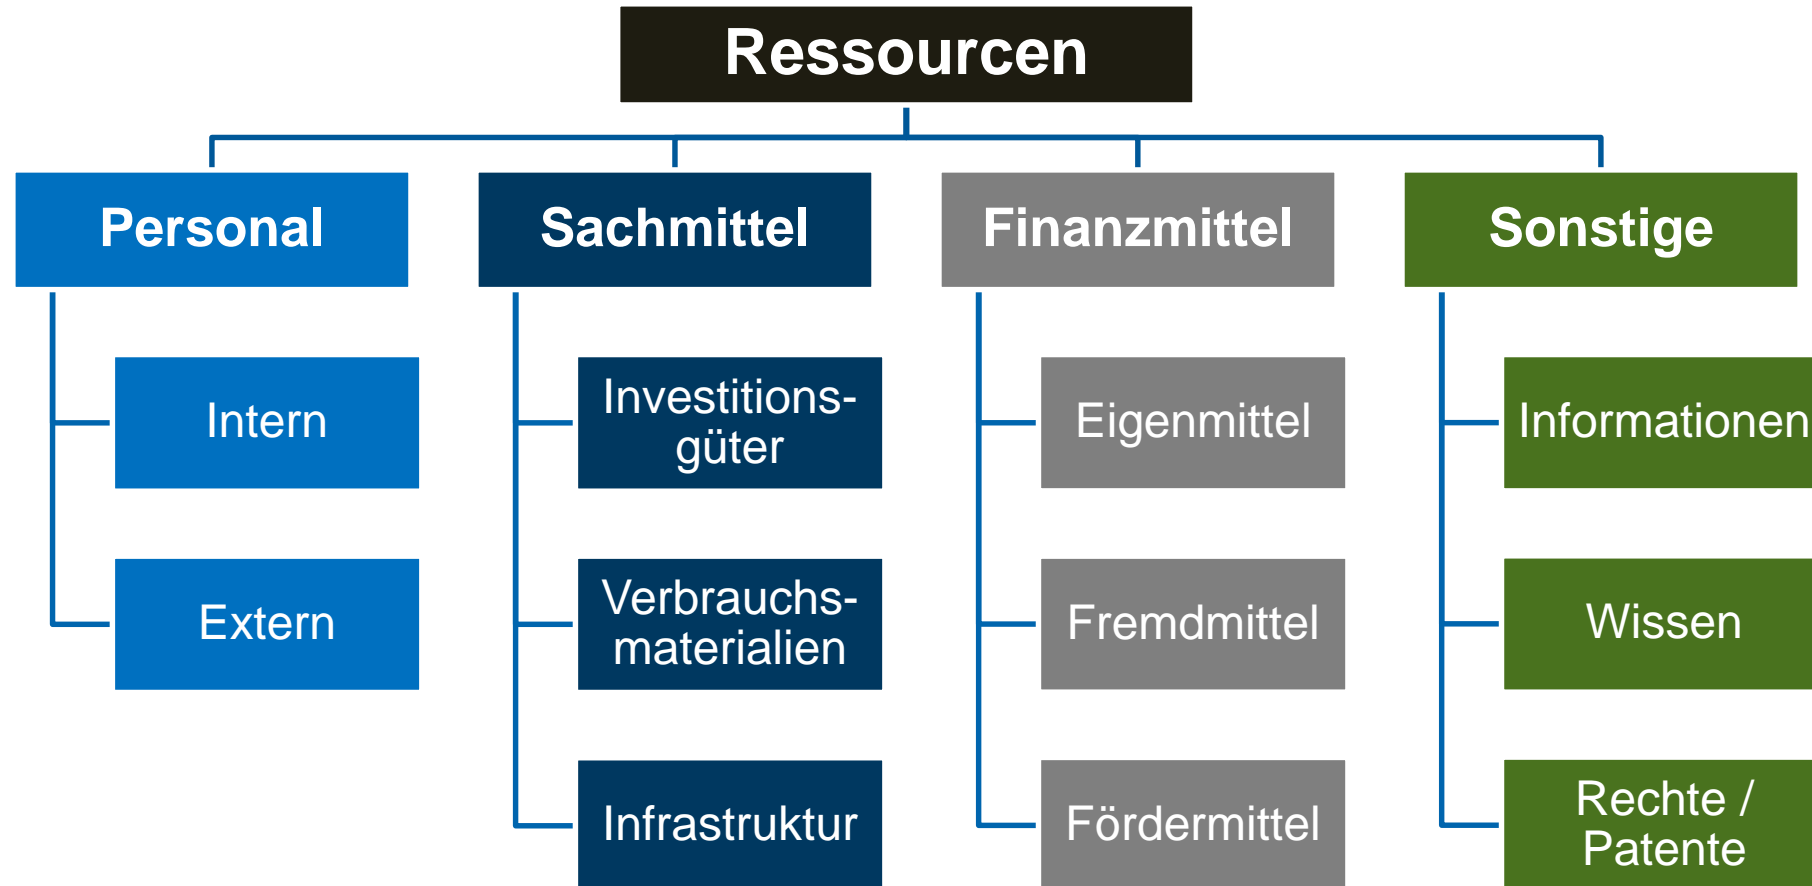 Ressourcen
Personal
Sachmittel
Finanzmittel
Sonstige
Intern
Extern
Investitions-
güter
Verbrauchs-
materialien
Infrastruktur
Eigenmittel
Fremdmittel
Fördermittel
Informationen
Wissen
Rechte /
Patente